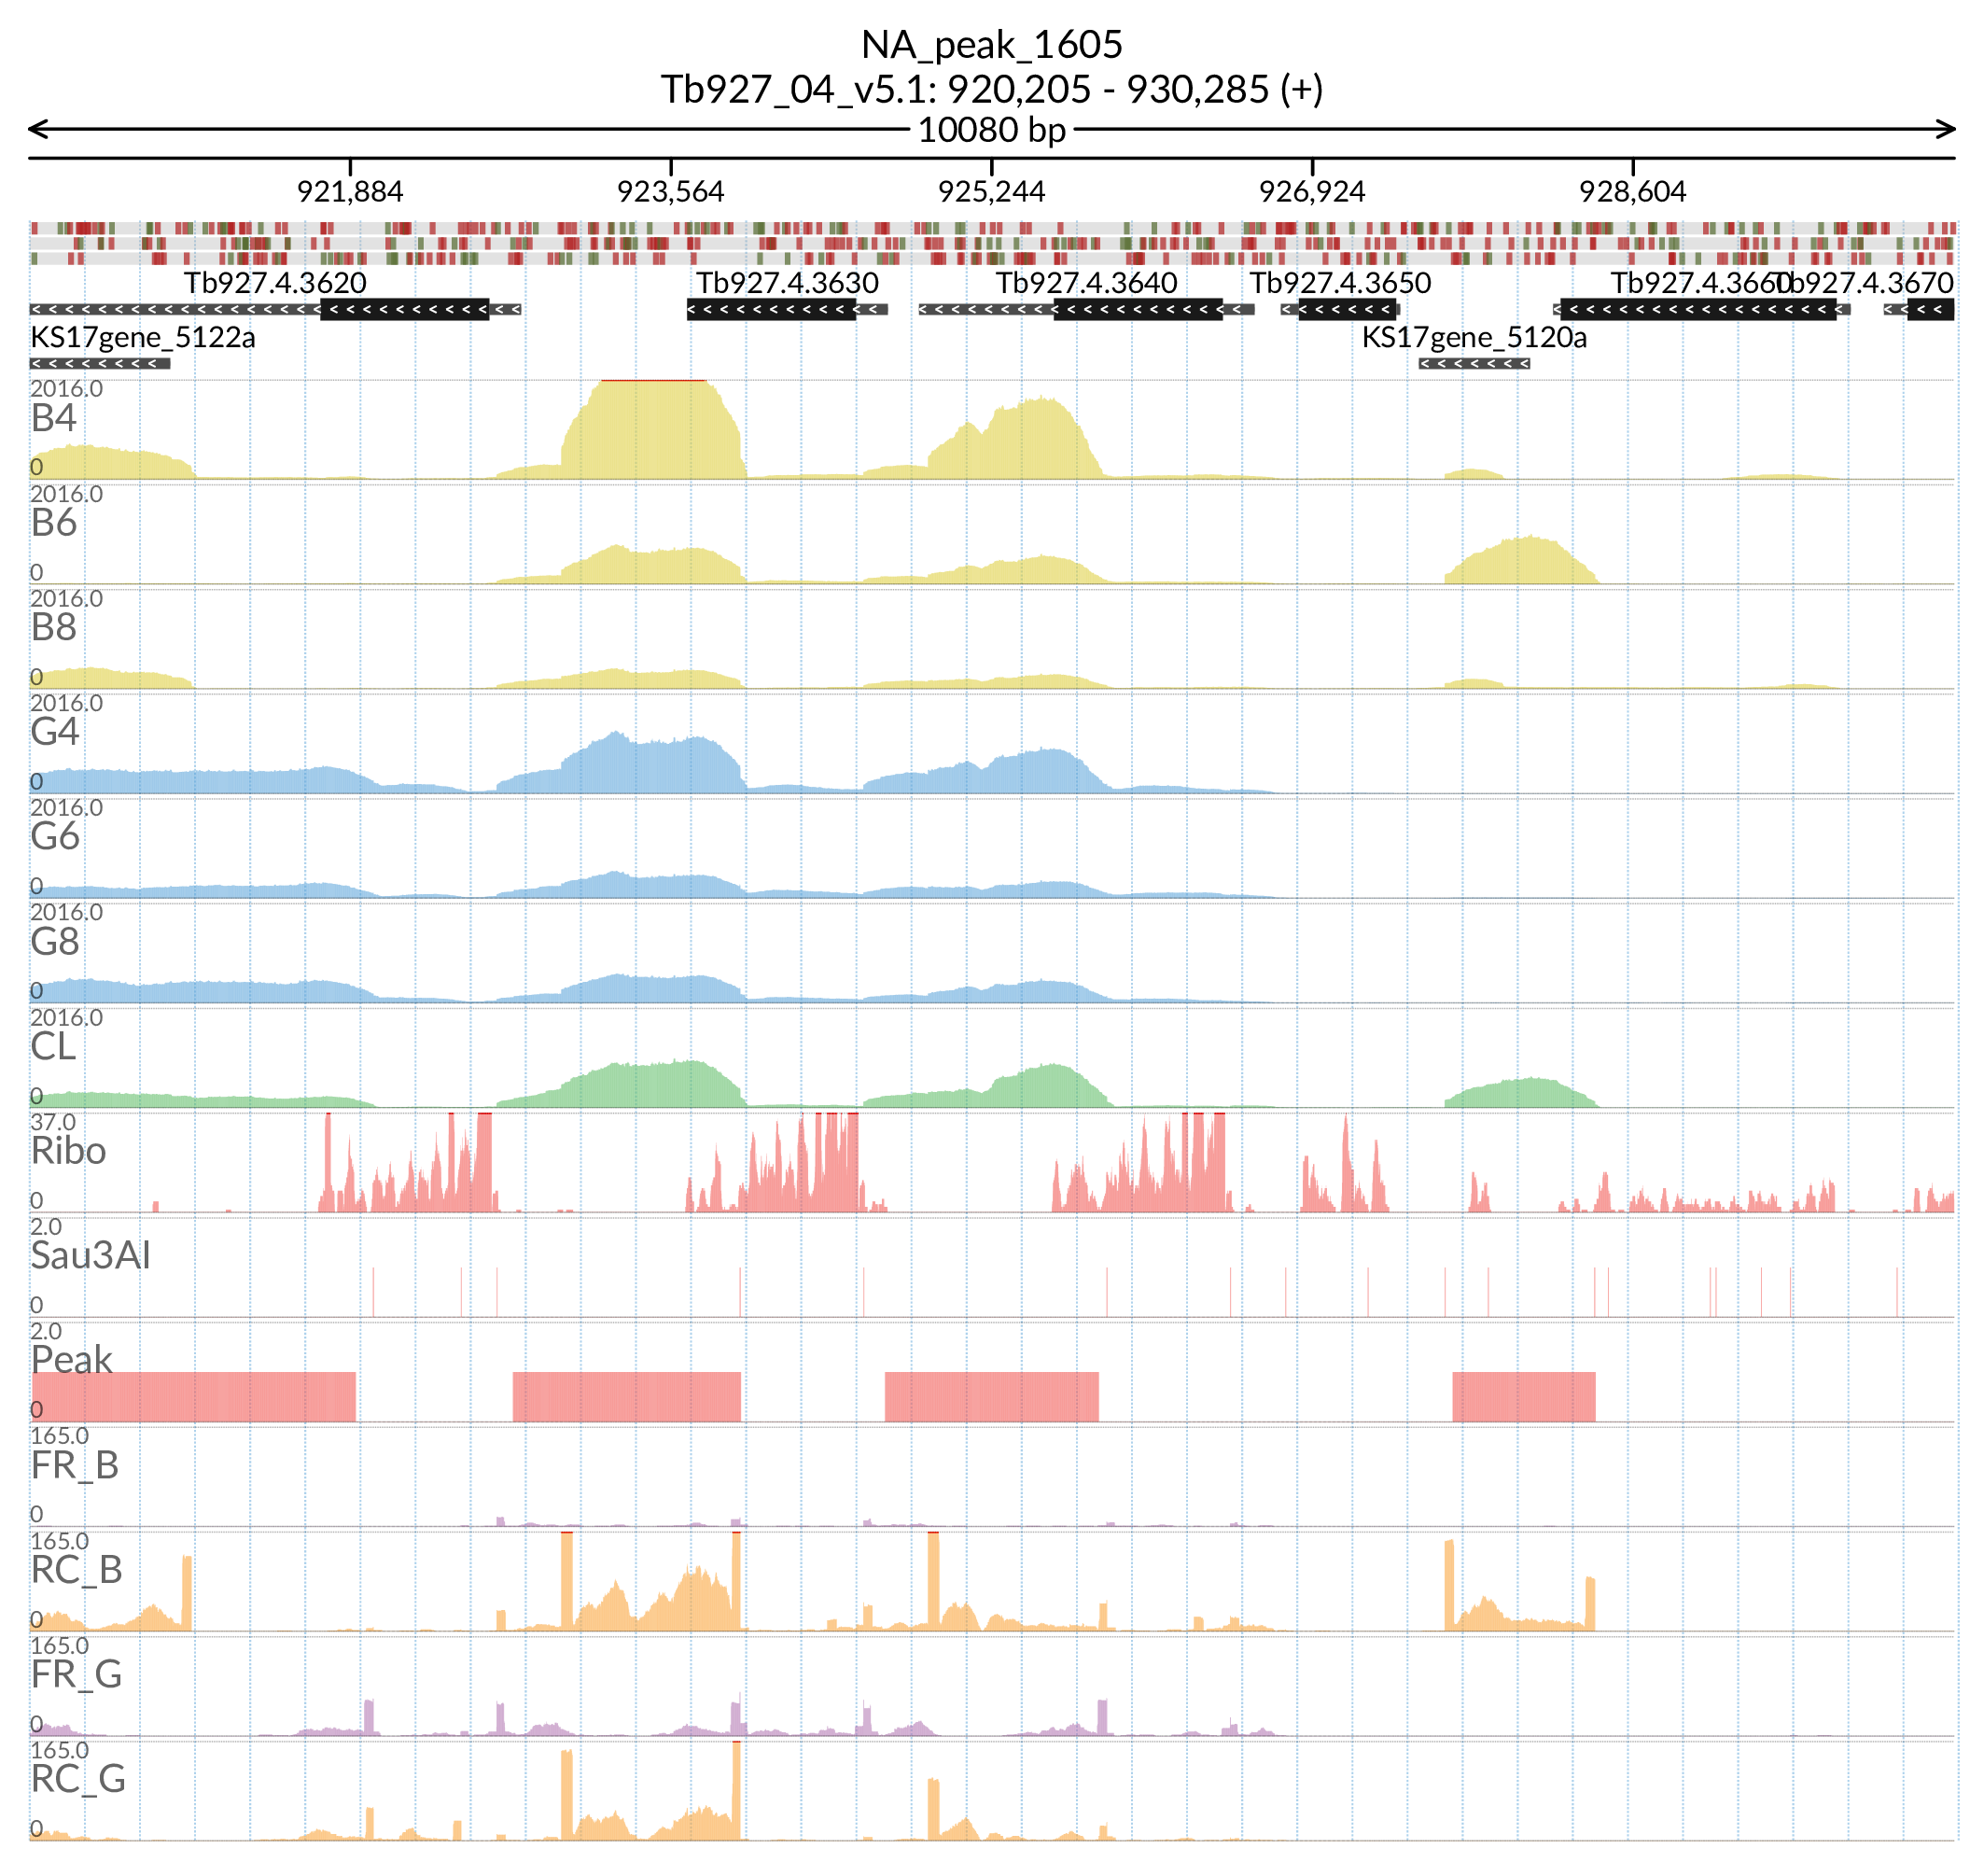 NA_peak_1605
Tb927_04_v5.1: 920,205 - 930,285 (+)
10080 bp
921,884 923,564 925,244 926,924 928,604
Tb927.4.3620 Tb927.4.3630 Tb927.4.3640 Tb927.4.3650 Tb927.4.3660 Tb927.4.3670
KS17gene_5122a KS17gene_5120a
2016.0
B4
0
2016.0
B6
0
2016.0
B8
0
2016.0
G4
0
2016.0
G6
0
2016.0
G8
0
2016.0
CL
0
37.0
Ribo
0
2.0
Sau3AI
0
2.0
Peak
0
165.0
FR_B
0
165.0
RC_B
0
165.0
FR_G
0
165.0
RC_G
0